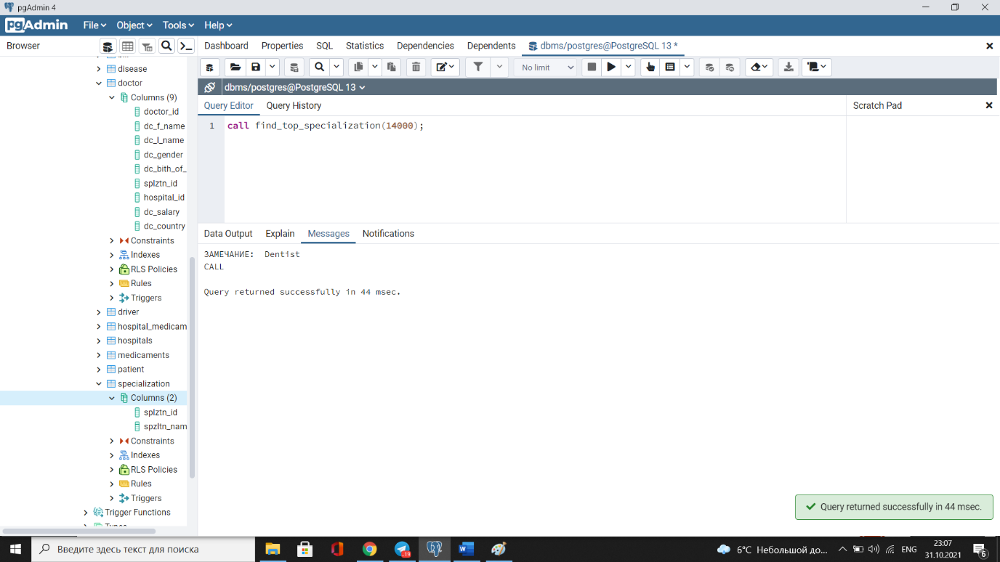 pgAdmin 4
pgAdmin
File
Object
Tools
Help
Browser
Dashboard
Properties
SQL
Statistics
Dependencies
Dependents
dbms/postgres@PostgreSQL 13 *
disease
doctor
Columns (9)
doctor_id
dc_f_name
dc_l_name
dc_gender
dc_bith_of_
splztn_id
hospital_id
dc_salary
dc_country
Constraints
Indexes
RLS Policies
Rules
Triggers
driver
hospital_medicam
hospitals
medicaments
patient
specialization
Columns (2)
splztn_id
spzltn_nam
Constraints
Indexes
RLS Policies
Rules
Triggers
Trigger Functions
No limit
dbms/postgres@PostgreSQL 13
Query Editor
Query History
Scratch Pad
1 call find_top_specialization(14000);
Data Output
Explain
Messages
Notifications
ЗАМЕЧАНИЕ: Dentist
CALL
Query returned successfully in 44 msec.
Query returned successfully in 44 msec.
Введите здесь текст для поиска
19
6°C Небольшой до...
ENG
23:07
31.10.2021
6